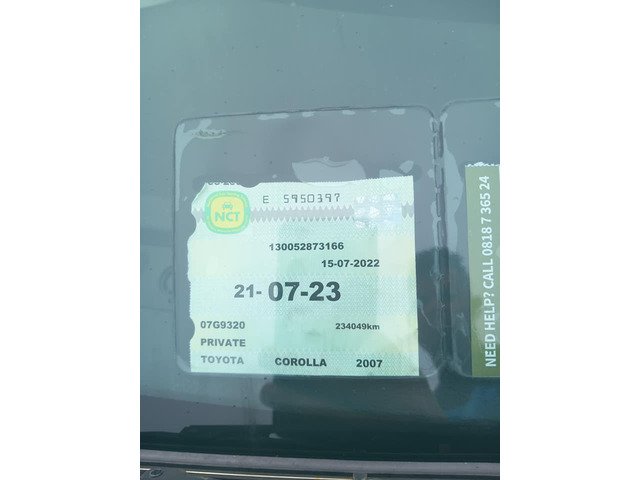 E 5950397
NCT
130052873166
15-07-2022
21- 07-23
07G9320 234049km
PRIVATE
TOYOTA COROLLA 2007
NEED HELP? CALL 0818 7 365 24